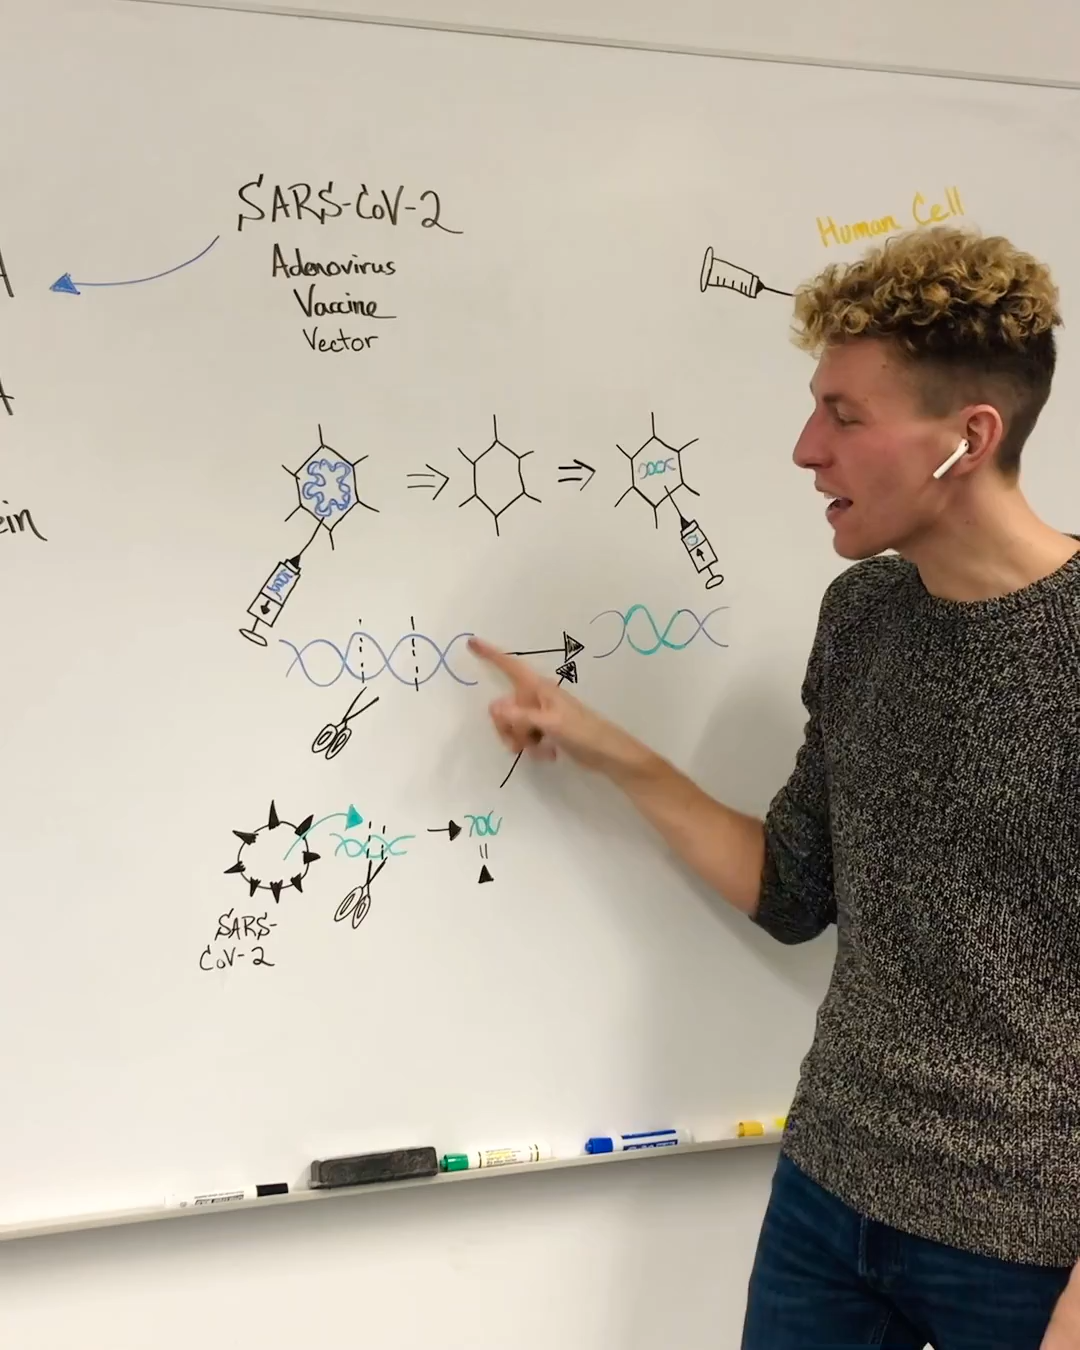 SARS-CoV-2
Adenovirus
Vaccine
Vector
Human Cell
SARS-
CoV-2